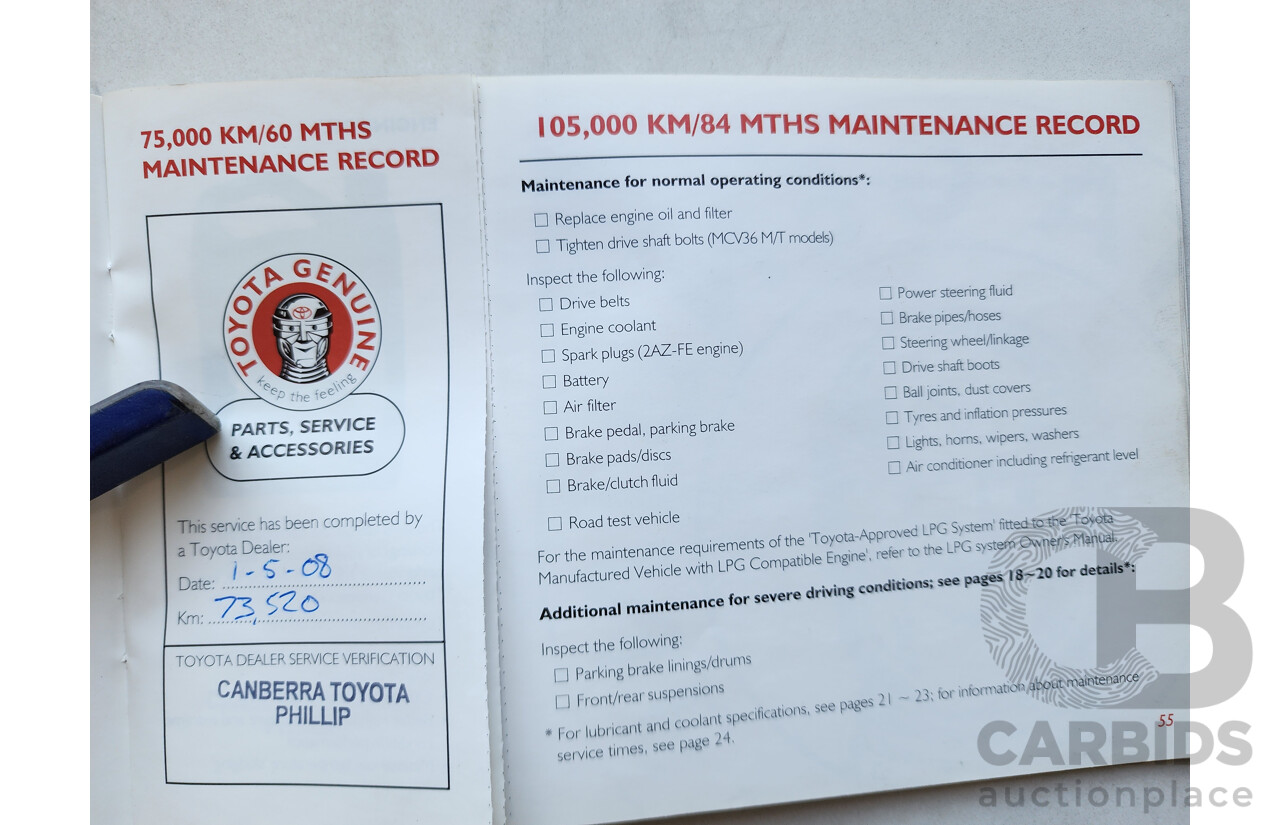 75,000 KM/60 MTHS
MAINTENANCE RECORD
TOYOTA GENUINE
keep the feeling
PARTS, SERVICE
& ACCESSORIES
This service has been completed by
a Toyota Dealer:
Date: 1-5-08
Km: 73,520
TOYOTA DEALER SERVICE VERIFICATION
CANBERRA TOYOTA
PHILLIP
105,000 KM/84 MTHS MAINTENANCE RECORD
Maintenance for normal operating conditions*:
Replace engine oil and filter
Tighten drive shaft bolts (MCV36 M/T models)
Inspect the following:
Drive belts
Engine coolant
Spark plugs (2AZ-FE engine)
Battery
Air filter
Brake pedal, parking brake
Brake pads/discs
Brake/clutch fluid
Road test vehicle
Power steering fluid
Brake pipes/hoses
Steering wheel/linkage
Drive shaft boots
Ball joints, dust covers
Tyres and inflation pressures
Lights, horns, wipers, washers
Air conditioner including refrigerant level
For the maintenance requirements of the 'Toyota-Approved LPG System' fitted to the 'Toyota
Manufactured Vehicle with LPG Compatible Engine', refer to the LPG system Owner's Manual.
Additional maintenance for severe driving conditions; see pages 18~20 for details*:
Inspect the following:
Parking brake linings/drums
Front/rear suspensions
* For lubricant and coolant specifications, see pages 21 ~ 23; for information about maintenance
service times, see page 24.
55
CB
CARBIDS
auctionplace